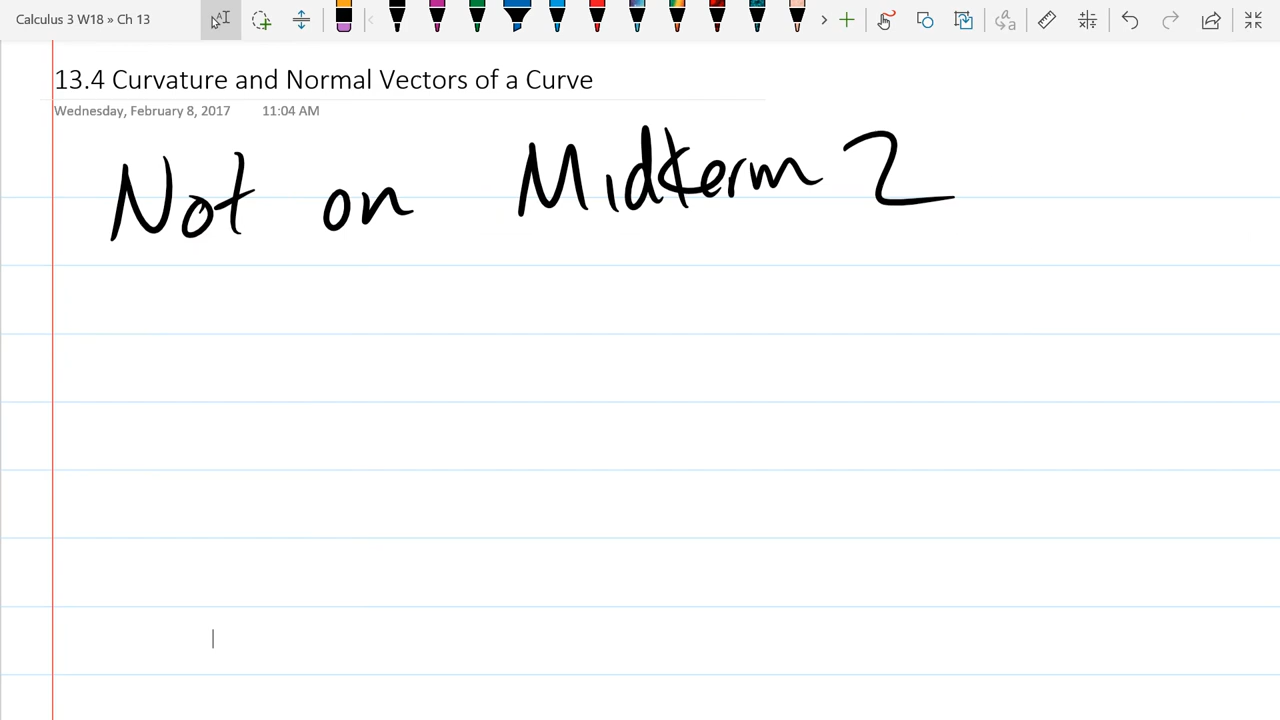 Calculus 3 W18 » Ch 13
13.4 Curvature and Normal Vectors of a Curve
Wednesday, February 8, 2017 11:04 AM
Not on Midterm 2